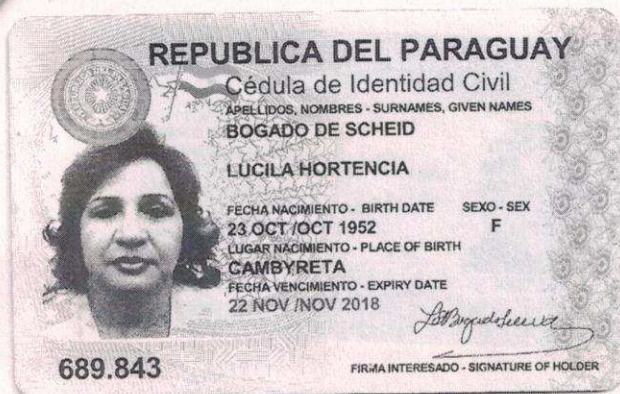 REPUBLICA DEL PARAGUAY
Cédula de Identidad Civil
APELLIDOS, NOMBRES - SURNAMES, GIVEN NAMES
BOGADO DE SCHEID
LUCILA HORTENCIA
FECHA NACIMIENTO - BIRTH DATE SEXO - SEX
23 OCT /OCT 1952 F
LUGAR NACIMIENTO - PLACE OF BIRTH
CAMBYRETA
FECHA VENCIMIENTO - EXPIRY DATE
22 NOV /NOV 2018
689.843 FIRMA INTERESADO - SIGNATURE OF HOLDER